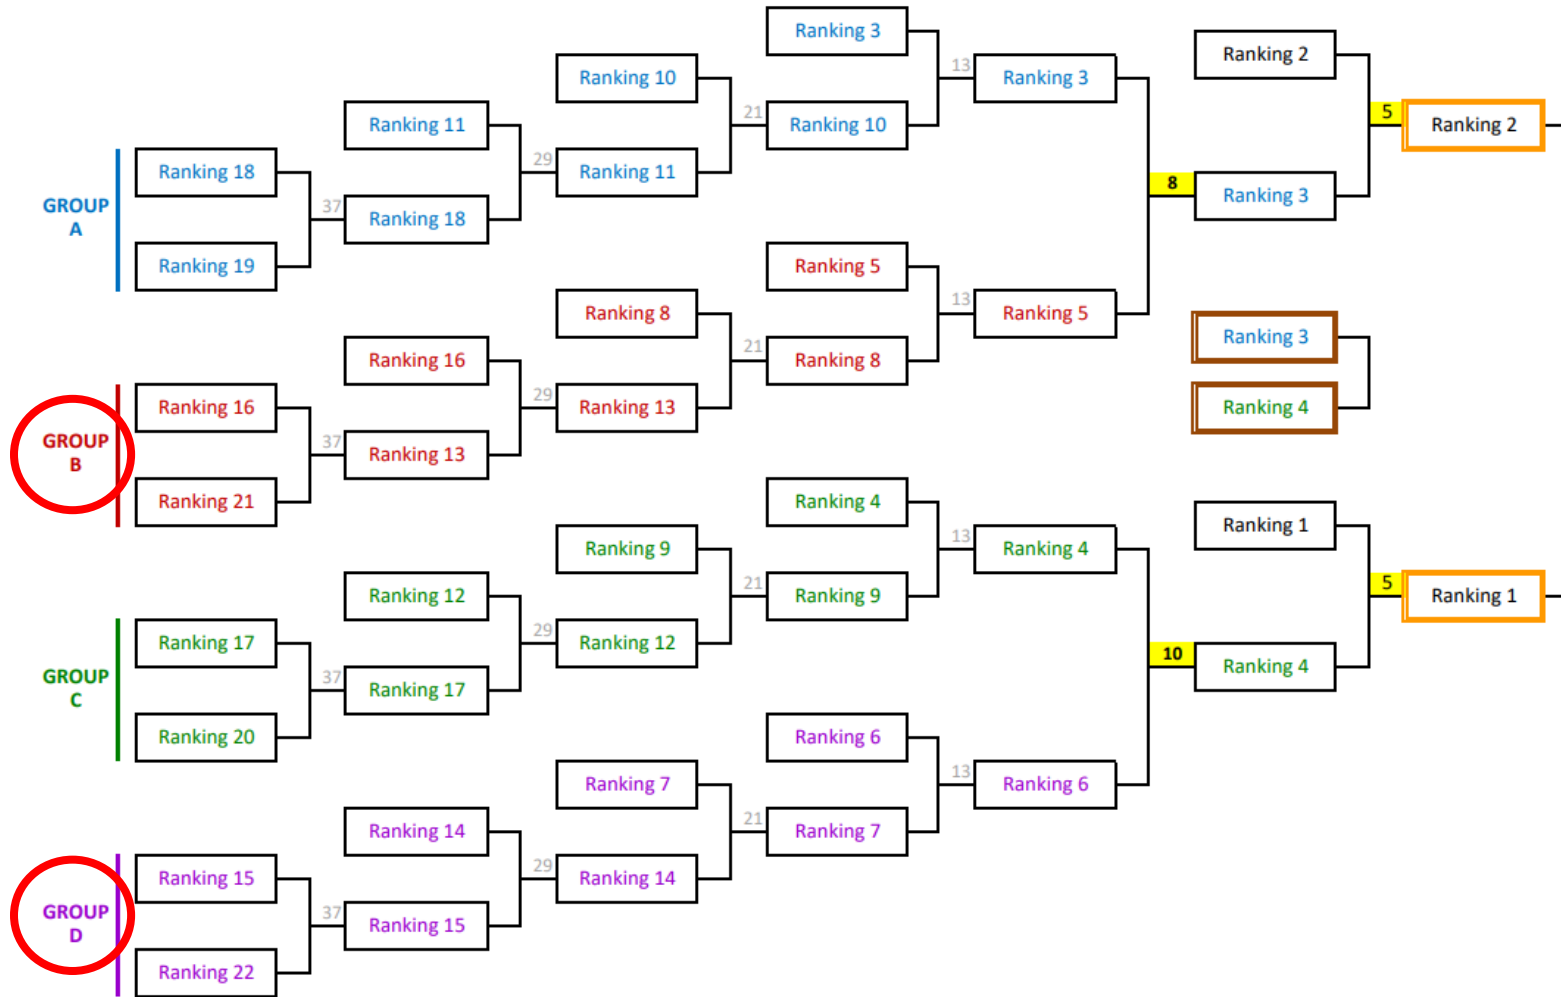 Ranking 3
Ranking 10
Ranking 11
GROUP
A
Ranking 18
Ranking 19
37
Ranking 18
29
Ranking 11
21
Ranking 10
13
Ranking 3
8
Ranking 2
Ranking 3
5
Ranking 2
Ranking 5
Ranking 8
Ranking 16
GROUP
B
Ranking 16
Ranking 21
37
Ranking 13
29
Ranking 13
21
Ranking 8
13
Ranking 5
Ranking 3
Ranking 4
Ranking 4
Ranking 9
Ranking 12
GROUP
C
Ranking 17
Ranking 20
37
Ranking 17
29
Ranking 12
21
Ranking 9
13
Ranking 4
10
Ranking 1
Ranking 4
5
Ranking 1
Ranking 6
Ranking 7
Ranking 14
GROUP
D
Ranking 15
Ranking 22
37
Ranking 15
29
Ranking 14
21
Ranking 7
13
Ranking 6